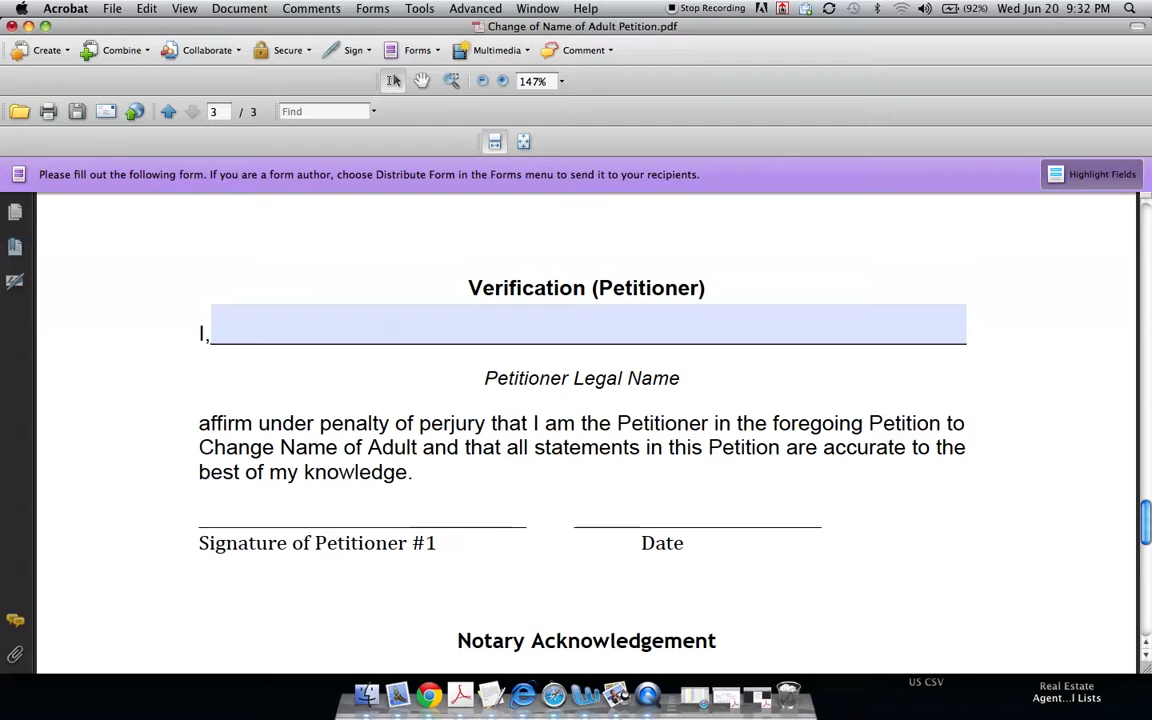 Acrobat File Edit View Document Comments Forms Tools Advanced Window Help Stop Recording (92%) Wed Jun 20 9:32 PM
Change of Name of Adult Petition.pdf
Create Combine Collaborate Secure Sign Forms Multimedia Comment
147%
3 / 3 Find
Please fill out the following form. If you are a form author, choose Distribute Form in the Forms menu to send it to your recipients. Highlight Fields
Verification (Petitioner)
I,
Petitioner Legal Name
affirm under penalty of perjury that I am the Petitioner in the foregoing Petition to
Change Name of Adult and that all statements in this Petition are accurate to the
best of my knowledge.
Signature of Petitioner #1 Date
Notary Acknowledgement
US CSV
Real Estate
Agent...I Lists